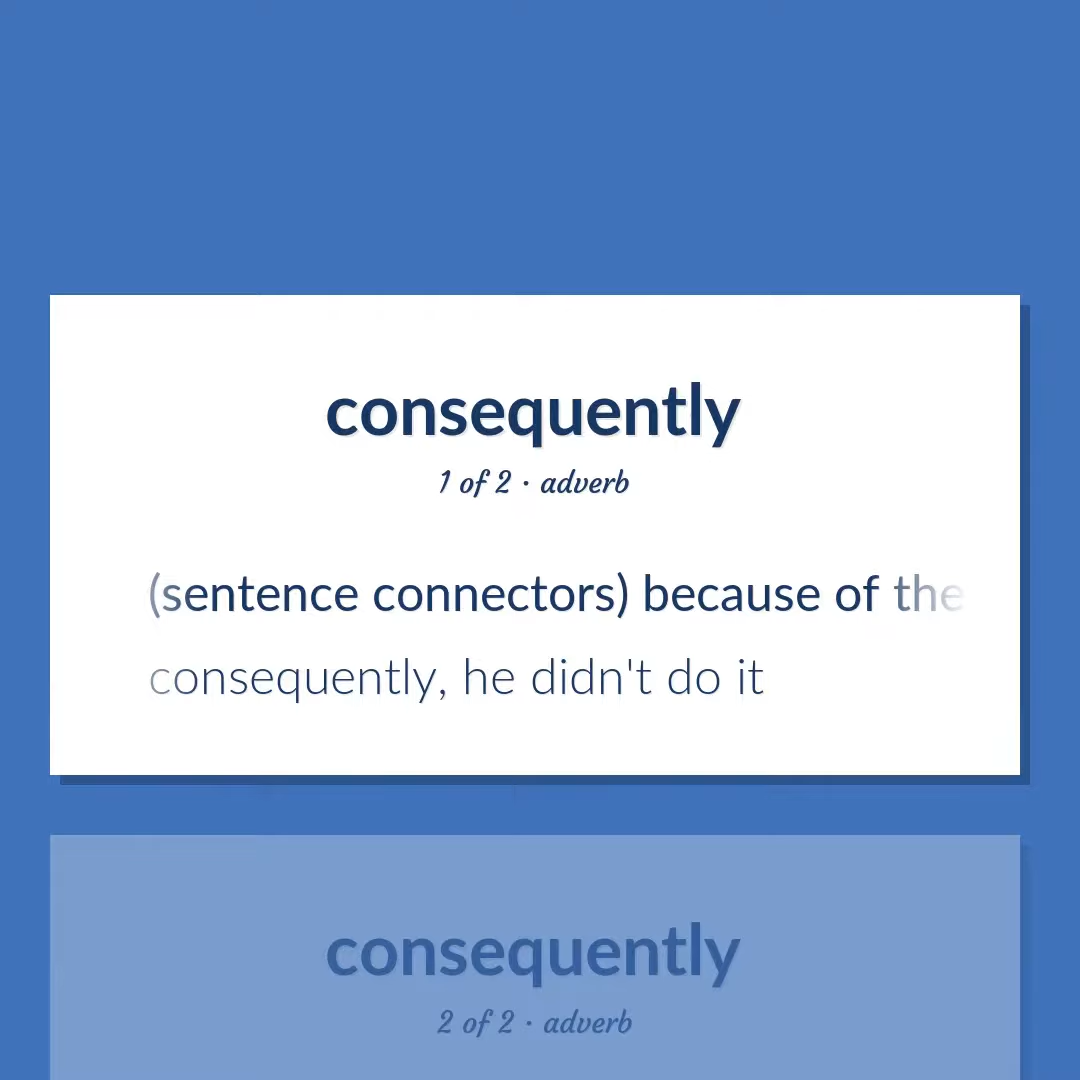 consequently
1 of 2 · adverb
(sentence connectors) because of the
consequently, he didn't do it
consequently
2 of 2 · adverb